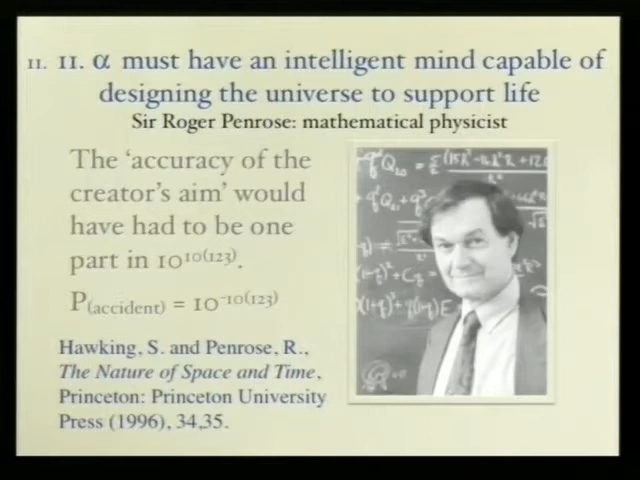 11. 11. α must have an intelligent mind capable of
designing the universe to support life
Sir Roger Penrose: mathematical physicist
The ‘accuracy of the
creator’s aim’ would
have had to be one
part in 10^10(123).
P(accident) = 10^-10(123)
Hawking, S. and Penrose, R.,
The Nature of Space and Time,
Princeton: Princeton University
Press (1996), 34,35.